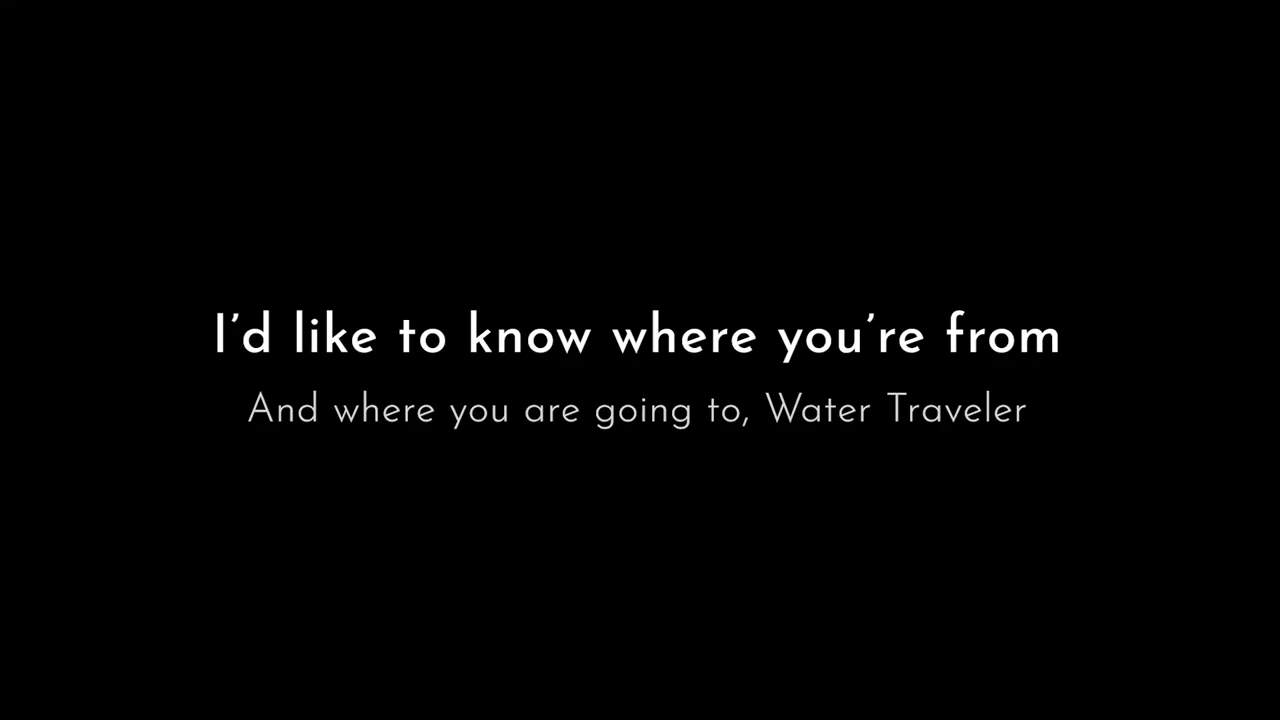 I’d like to know where you’re from
And where you are going to, Water Traveler